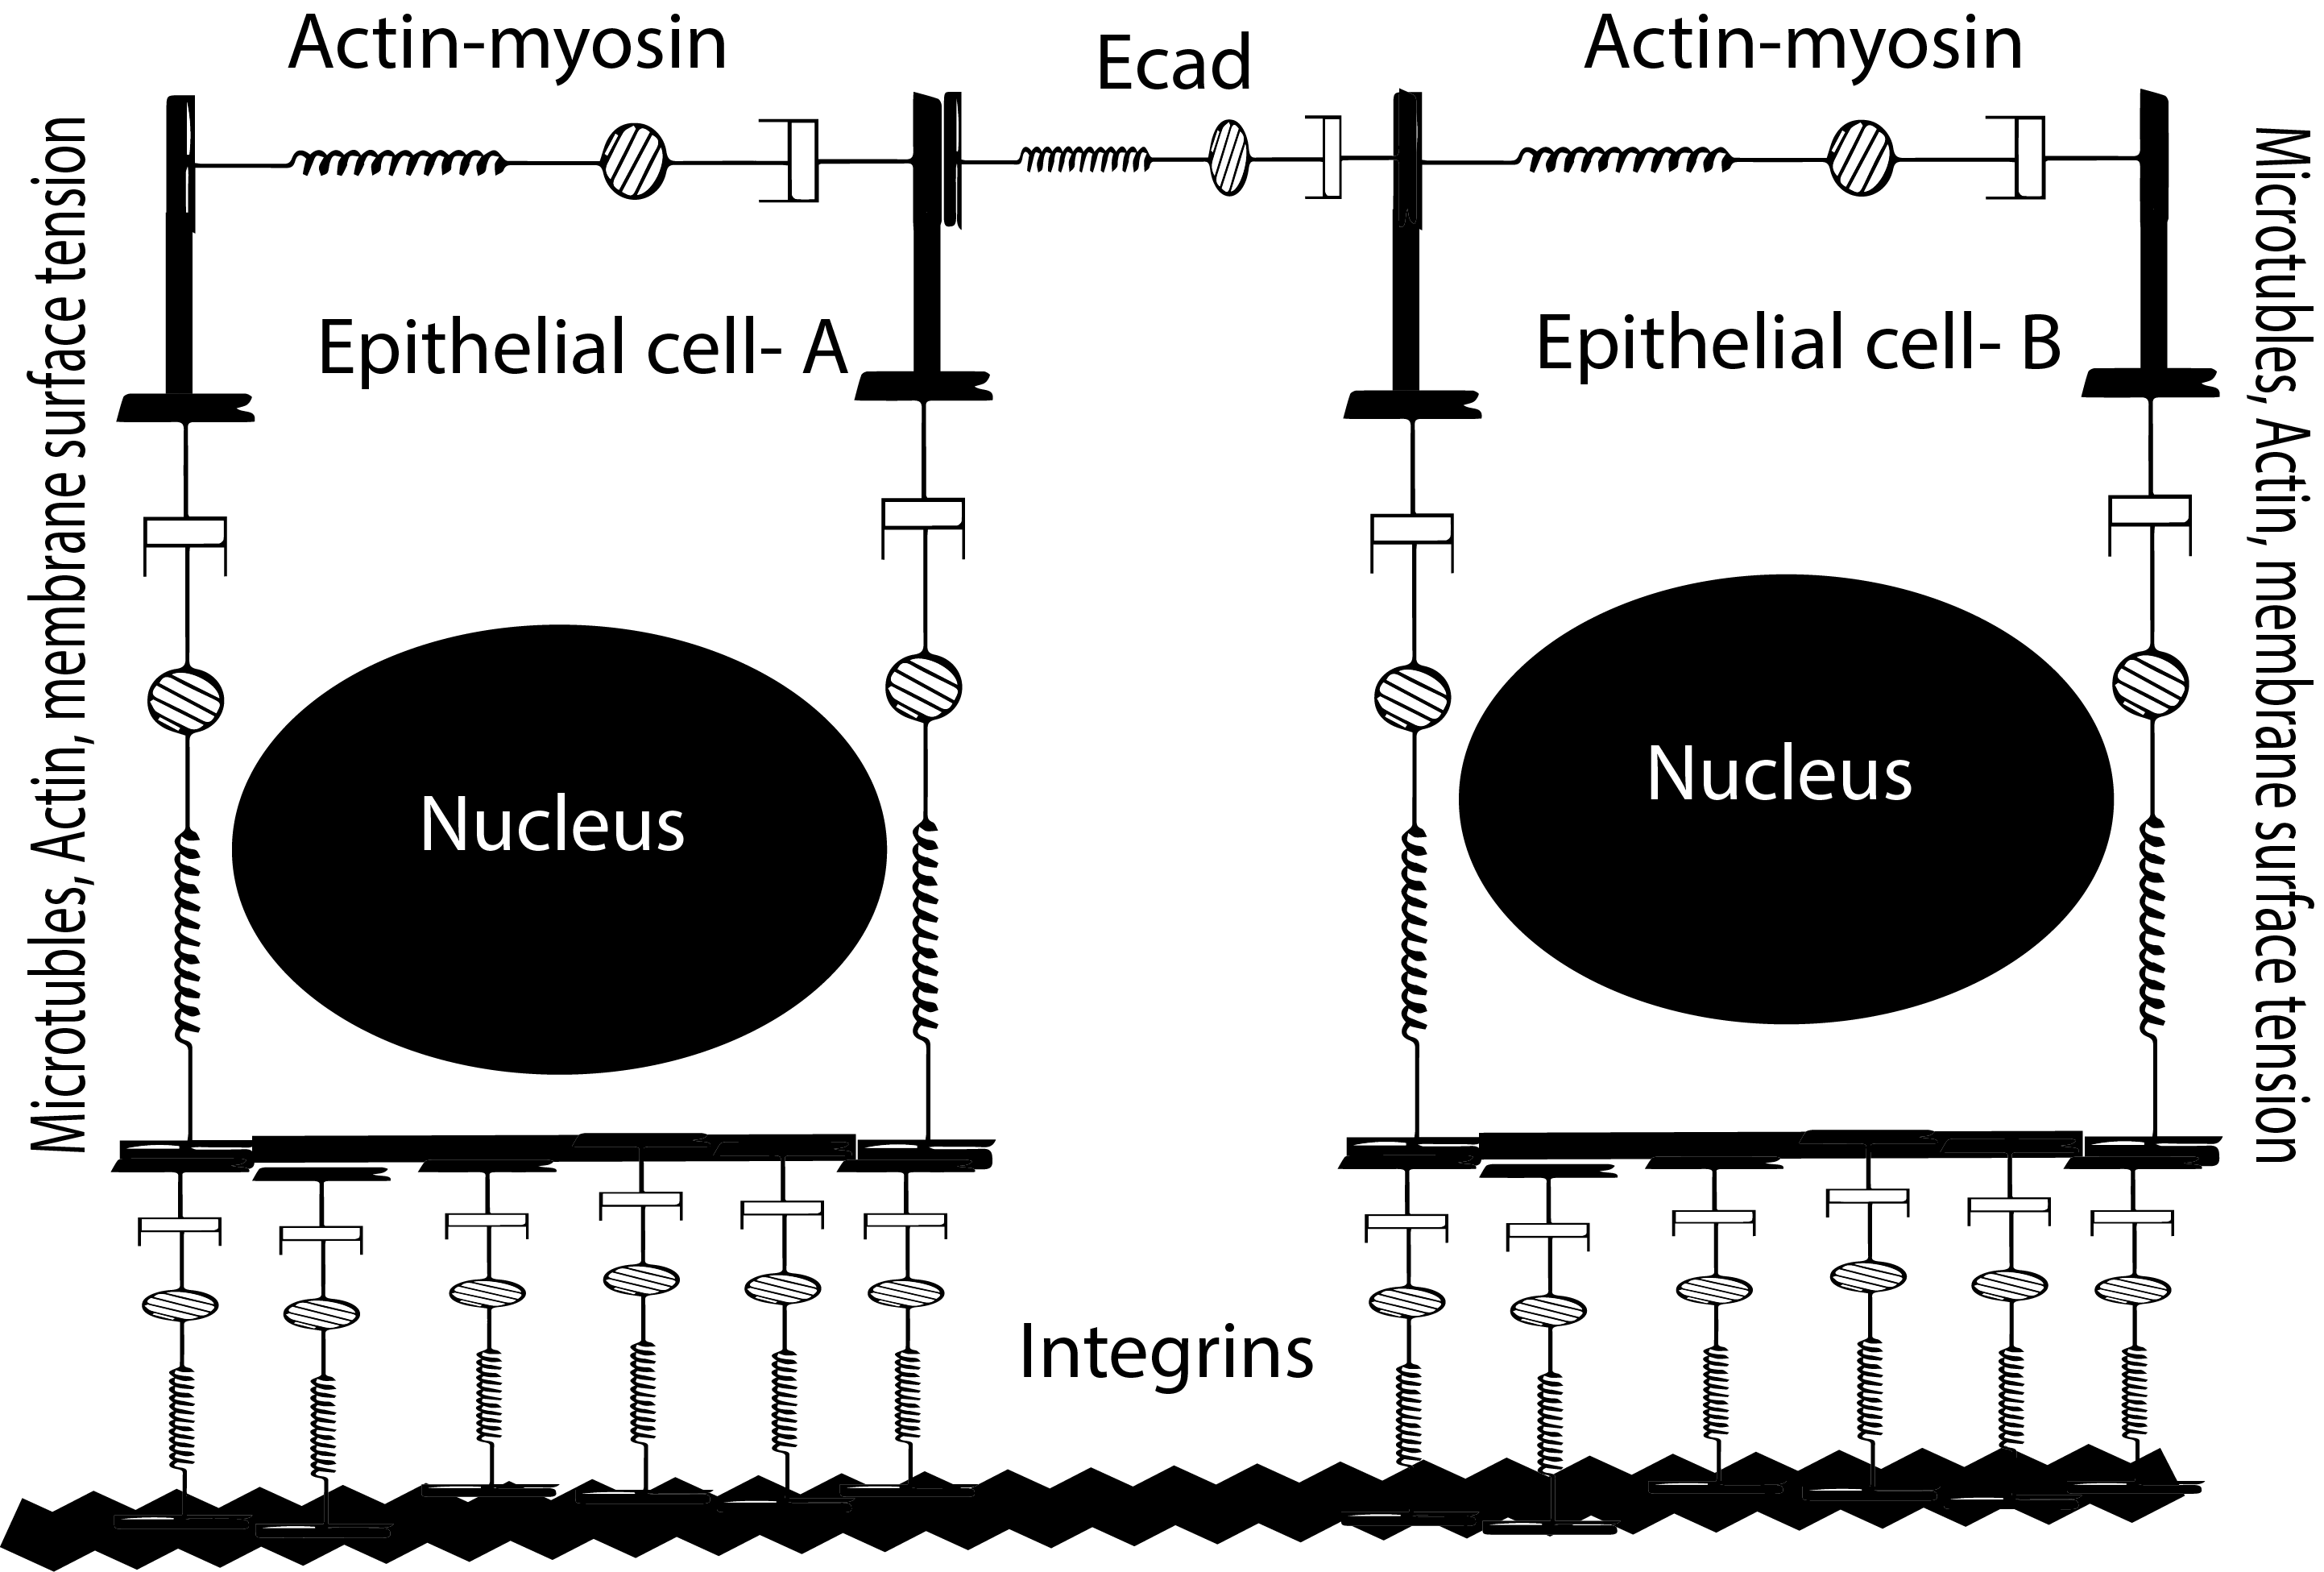 Actin-myosin
Ecad
Actin-myosin
Microtubles, Actin, membrane surface tension
Epithelial cell- A
Epithelial cell- B
Microtubles, Actin, membrane surface tension
Nucleus
Nucleus
Integrins